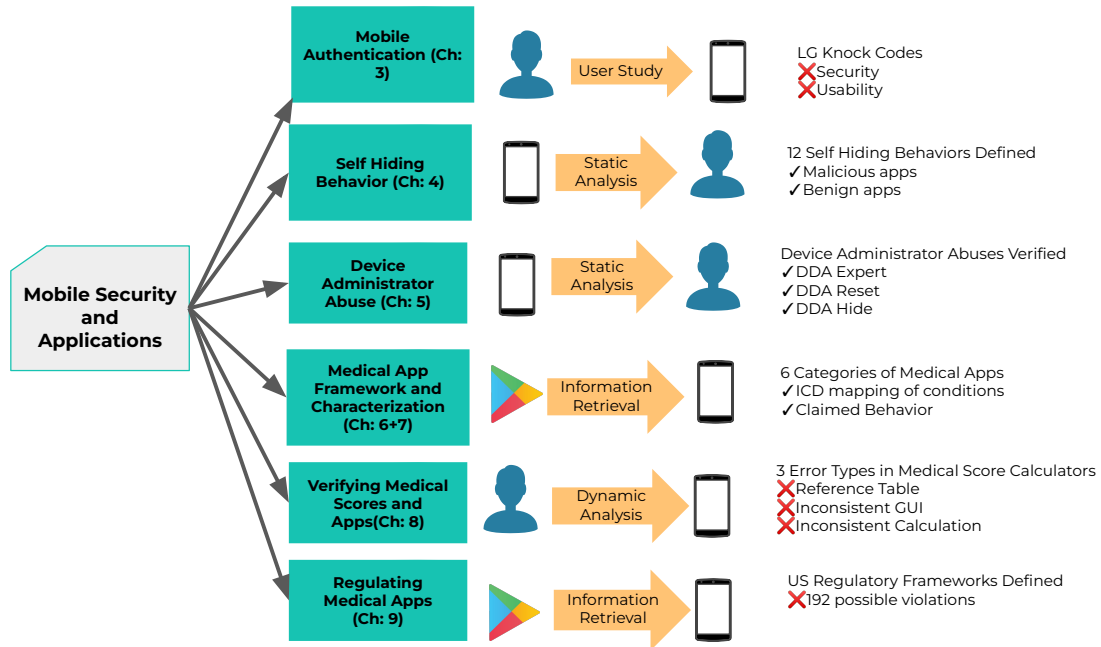 Mobile Security
and
Applications
Mobile
Authentication (Ch:
3)
User Study
LG Knock Codes
❌Security
❌Usability
Self Hiding
Behavior (Ch: 4)
Static
Analysis
12 Self Hiding Behaviors Defined
✓Malicious apps
✓Benign apps
Device
Administrator
Abuse (Ch: 5)
Static
Analysis
Device Administrator Abuses Verified
✓DDA Expert
✓DDA Reset
✓DDA Hide
Medical App
Framework and
Characterization
(Ch: 6+7)
Information
Retrieval
6 Categories of Medical Apps
✓ICD mapping of conditions
✓Claimed Behavior
Verifying Medical
Scores and
Apps(Ch: 8)
Dynamic
Analysis
3 Error Types in Medical Score Calculators
❌Reference Table
❌Inconsistent GUI
❌Inconsistent Calculation
Regulating
Medical Apps
(Ch: 9)
Information
Retrieval
US Regulatory Frameworks Defined
❌192 possible violations